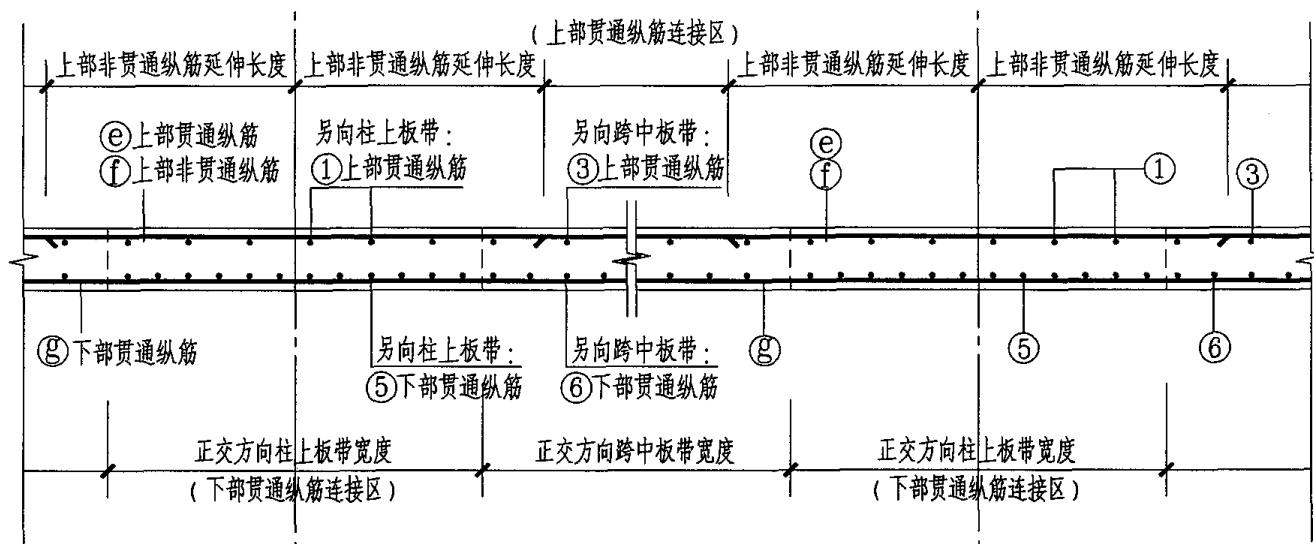 (上部贯通纵筋连接区)
上部非贯通纵筋延伸长度 上部非贯通纵筋延伸长度 上部非贯通纵筋延伸长度 上部非贯通纵筋延伸长度
ⓔ上部贯通纵筋 另向柱上板带: 另向跨中板带: ⓔ
ⓕ上部非贯通纵筋 ①上部贯通纵筋 ③上部贯通纵筋 ⓕ ① ③
ⓖ下部贯通纵筋 另向柱上板带: 另向跨中板带: ⓖ ⑤ ⑥
⑤下部贯通纵筋 ⑥下部贯通纵筋
正交方向柱上板带宽度 正交方向跨中板带宽度 正交方向柱上板带宽度
(下部贯通纵筋连接区) (下部贯通纵筋连接区)